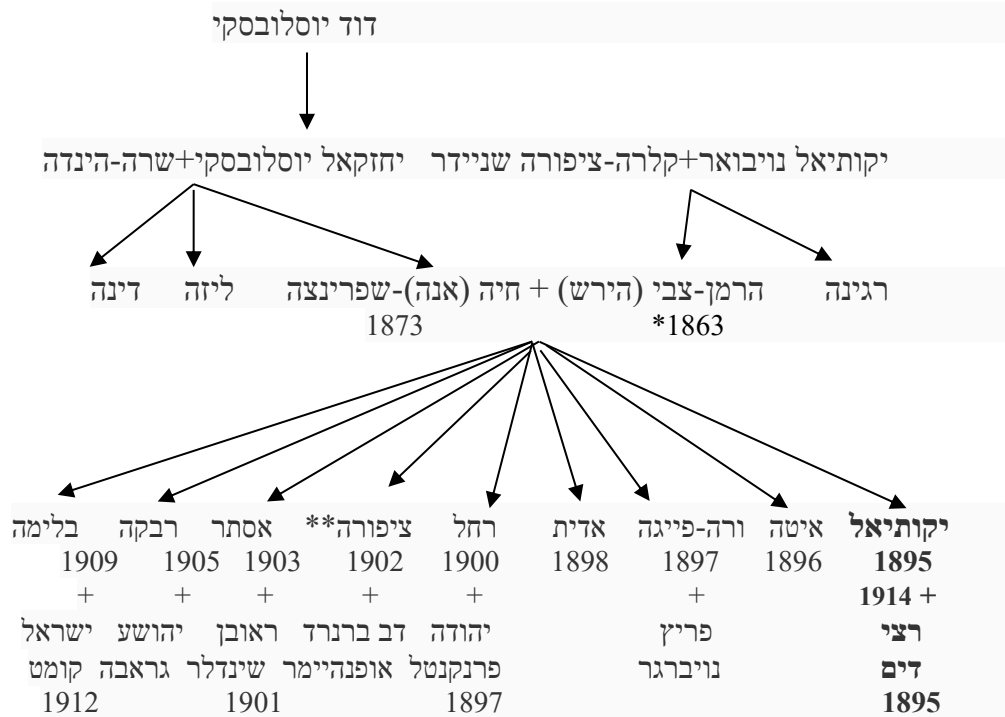 דוד יוסלובסקי
יקותיאל נויבואר+קלרה-ציפורה שניידר יחזקאל יוסלובסקי+שרה-הינדה
רגינה הרמן-צבי (הירש) + חיה (אנה)-שפרינצה ליזה דינה
*1863 1873
יקותיאל איטה ורה-פייגה אדית רחל ציפורה** אסתר רבקה בלימה
1895 1896 1897 1898 1900 1902 1903 1905 1909
1914 + + + + + + +
רצי פריץ יהודה דב ברנרד ראובן יהושע ישראל
דים נויברגר פרנקנטל אופנהיימר שינדלר גראבה קומט
1895 1897 1901 1912